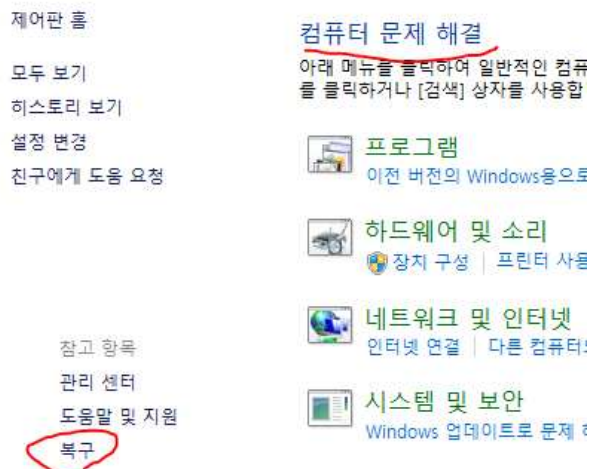 제어판 홈
모두 보기
히스토리 보기
설정 변경
친구에게 도움 요청
참고 항목
관리 센터
도움말 및 지원
복구
컴퓨터 문제 해결
아래 메뉴를 클릭하여 일반적인 컴퓨
를 클릭하거나 [검색] 상자를 사용합
프로그램
이전 버전의 Windows용으로
하드웨어 및 소리
장치 구성 | 프린터 사용
네트워크 및 인터넷
인터넷 연결 | 다른 컴퓨터
시스템 및 보안
Windows 업데이트로 문제